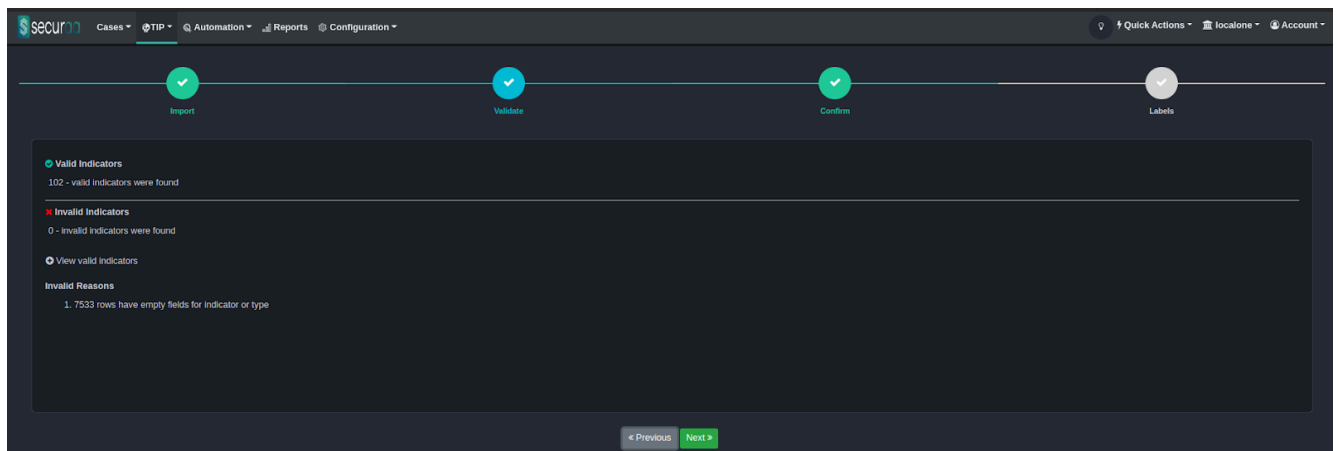 securaa Cases TIP Automation Reports Configuration Quick Actions localone Account
Import Validate Confirm Labels
Valid Indicators
102 - valid indicators were found
Invalid Indicators
0 - invalid indicators were found
View valid indicators
Invalid Reasons
1. 7533 rows have empty fields for indicator or type
« Previous Next »